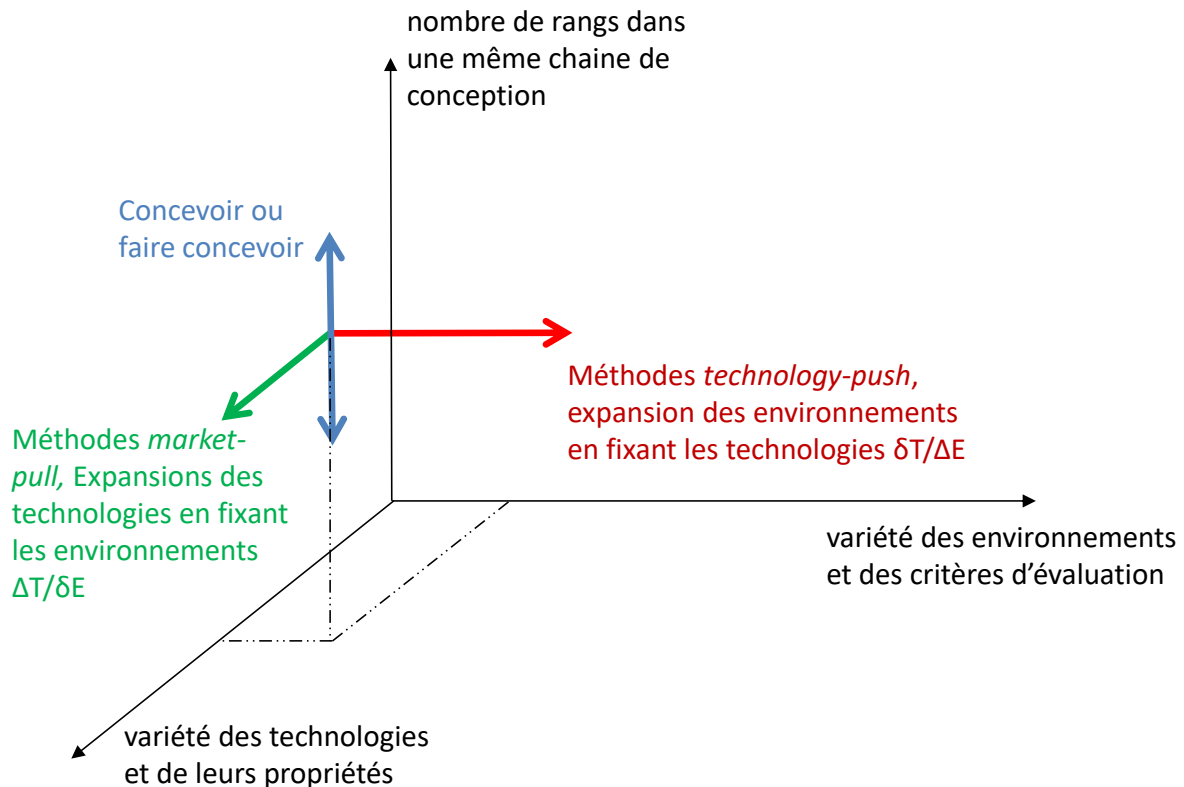 nombre de rangs dans
une même chaine de
conception
Concevoir ou
faire concevoir
Méthodes technology-push,
expansion des environnements
en fixant les technologies δT/ΔE
Méthodes market-
pull, Expansions des
technologies en fixant
les environnements
ΔT/δE
variété des environnements
et des critères d’évaluation
variété des technologies
et de leurs propriétés